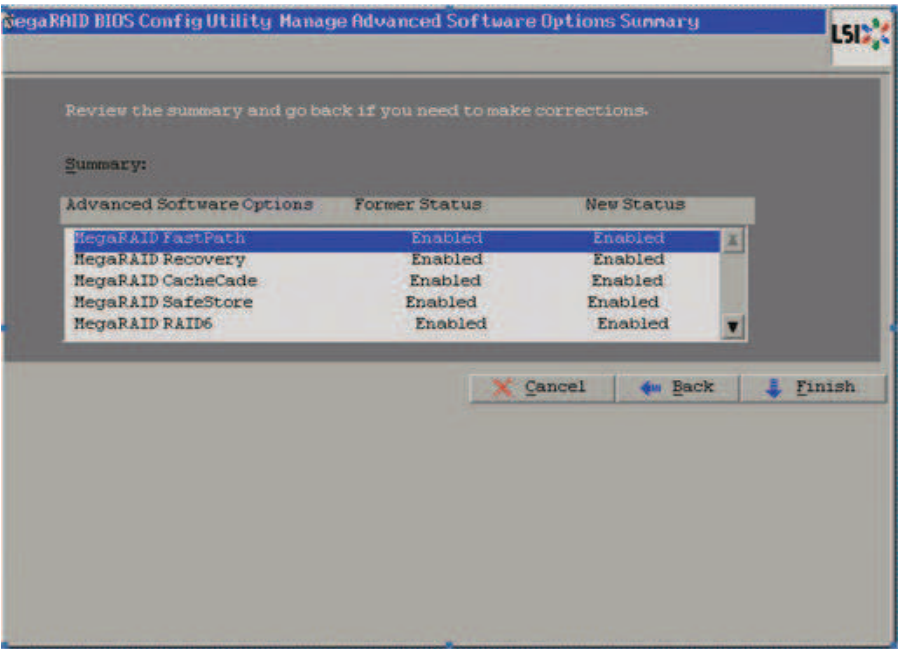 MegaRAID BIOS Config Utility Manage Advanced Software Options Summary
LSI
Review the summary and go back if you need to make corrections.
Summary:
Advanced Software Options Former Status New Status
MegaRAID FastPath Enabled Enabled
MegaRAID Recovery Enabled Enabled
MegaRAID CacheCade Enabled Enabled
MegaRAID SafeStore Enabled Enabled
MegaRAID RAID6 Enabled Enabled
Cancel Back Finish